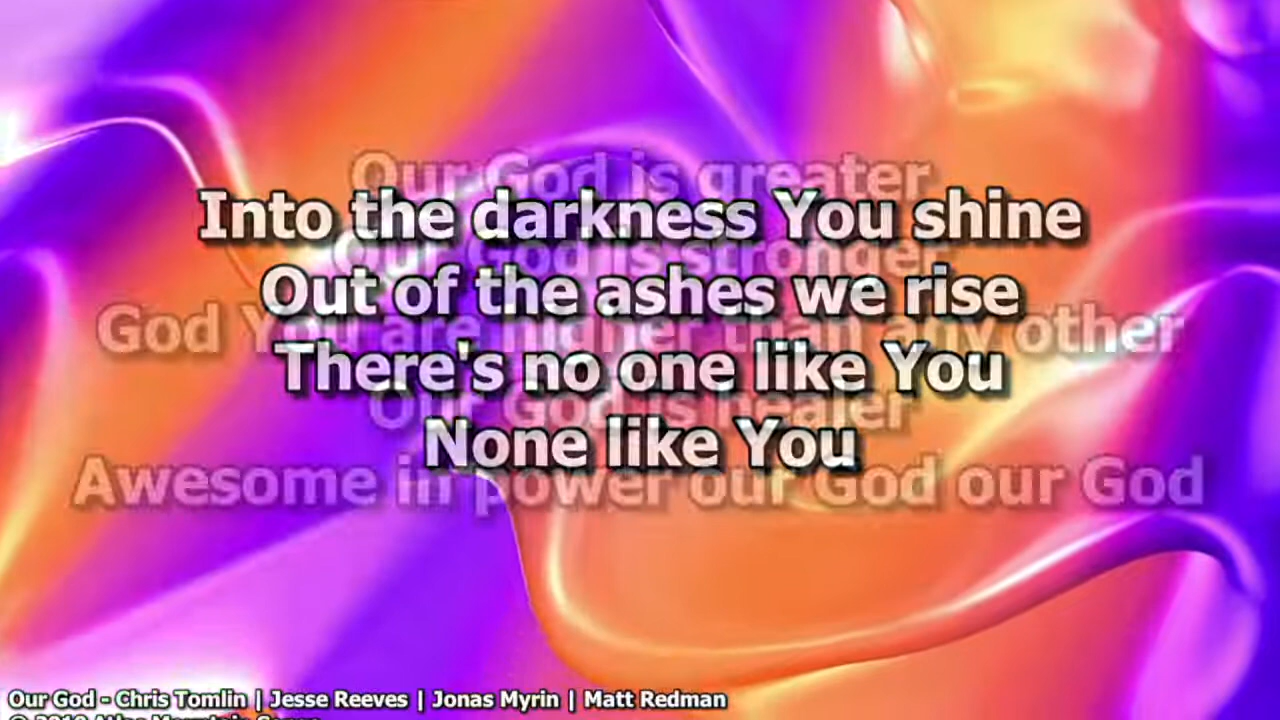 Our God is greater
Into the darkness You shine
Our God is stronger
Out of the ashes we rise
God You are higher than any other
There's no one like You
Our God is healer
None like You
Awesome in power our God our God
Our God - Chris Tomlin | Jesse Reeves | Jonas Myrin | Matt Redman